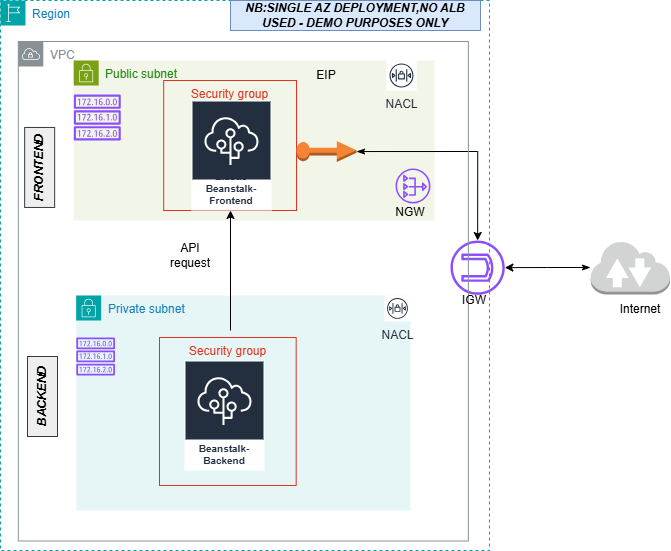 NB:SINGLE AZ DEPLOYMENT,NO ALB
USED - DEMO PURPOSES ONLY
Region
VPC
Public subnet
EIP
NACL
Security group
172.16.0.0
172.16.1.0
172.16.2.0
FRONTEND
Beanstalk-
Frontend
NGW
API
request
IGW
Internet
Private subnet
NACL
172.16.0.0
172.16.1.0
172.16.2.0
Security group
BACKEND
Beanstalk-
Backend